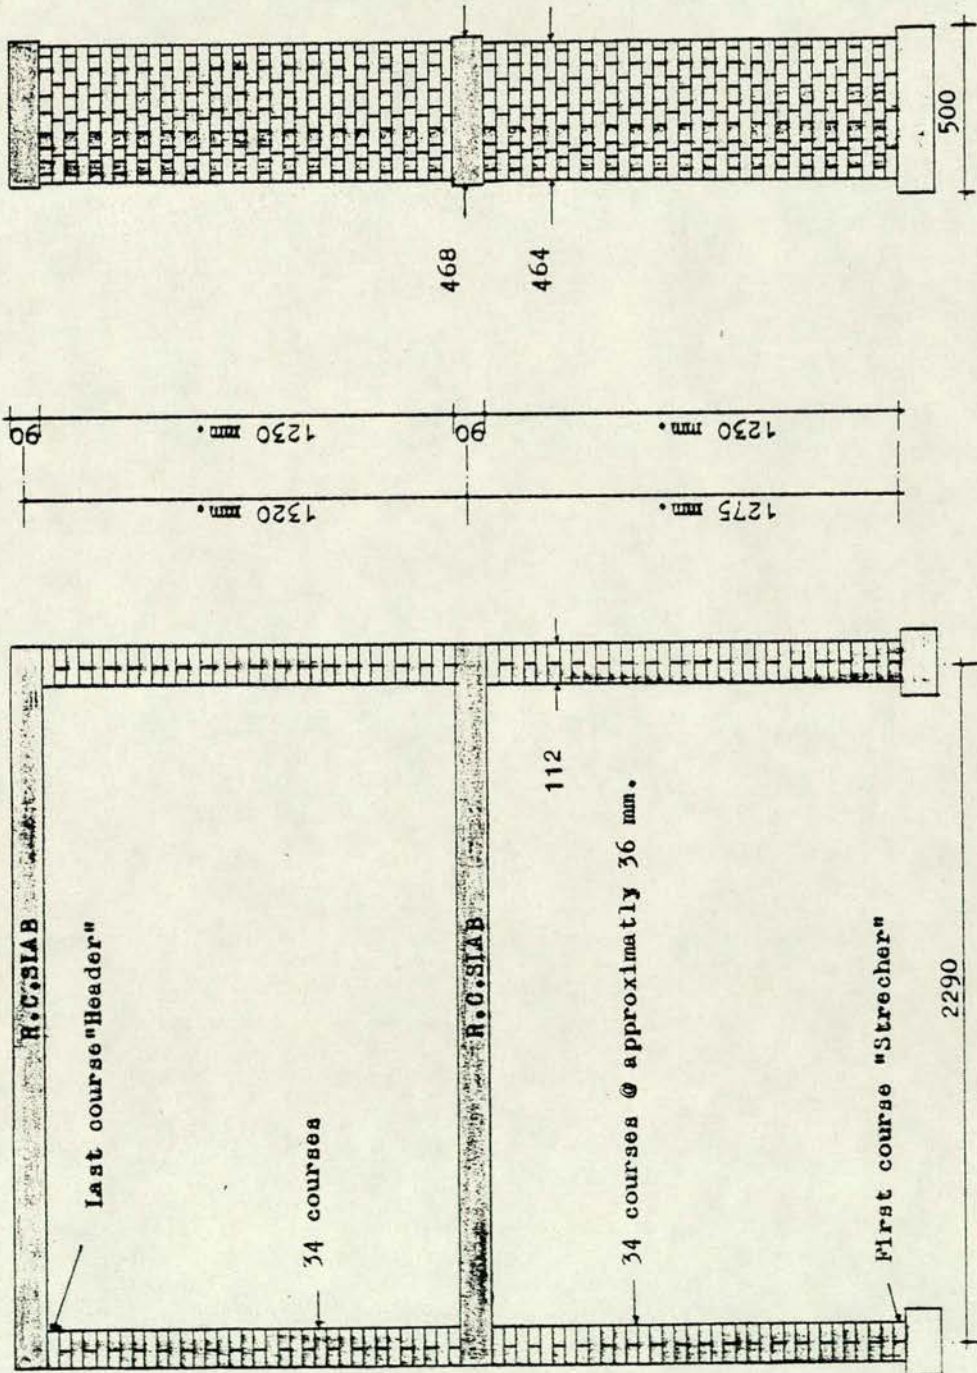 R.C.SLAB
Last course"Header"
34 courses
R.C.SLAB
112
34 courses @ approximatly 36 mm.
First course "Strecher"
2290
90
1230 mm.
90
1230 mm.
1320 mm.
1275 mm.
468
464
500